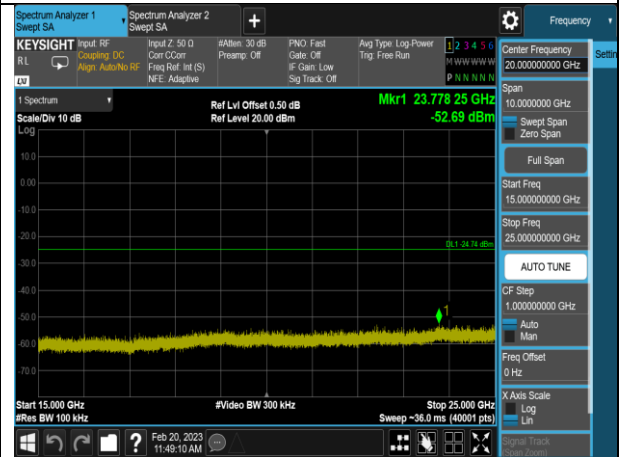 Spectrum Analyzer 1
Swept SA
Spectrum Analyzer 2
Swept SA
Frequency
KEYSIGHT
RL
Input: RF
Coupling: DC
Align: Auto/No RF
Input Z: 50 Ω
Corr CCorr
Freq Ref: Int (S)
NFE: Adaptive
#Atten: 30 dB
Preamp: Off
PNO: Fast
Gate: Off
IF Gain: Low
Sig Track: Off
Avg Type: Log-Power
Trig: Free Run
1 2 3 4 5 6
M W W W W W
P N N N N N
1 Spectrum
Scale/Div 10 dB
Log
Ref Lvl Offset 0.50 dB
Ref Level 20.00 dBm
Mkr1 23.778 25 GHz
-52.69 dBm
10.0
0.00
-10.0
-20.0
-30.0
-40.0
-50.0
-60.0
-70.0
DL1 -24.74 dBm
1
Start 15.000 GHz
#Res BW 100 kHz
#Video BW 300 kHz
Stop 25.000 GHz
Sweep ~36.0 ms (40001 pts)
Feb 20, 2023
11:49:10 AM
Center Frequency
20.000000000 GHz
Settin
Span
10.0000000 GHz
Swept Span
Zero Span
Full Span
Start Freq
15.000000000 GHz
Stop Freq
25.000000000 GHz
AUTO TUNE
CF Step
1.000000000 GHz
Auto
Man
Freq Offset
0 Hz
X Axis Scale
Log
Lin
Signal Track
(Span Zoom)